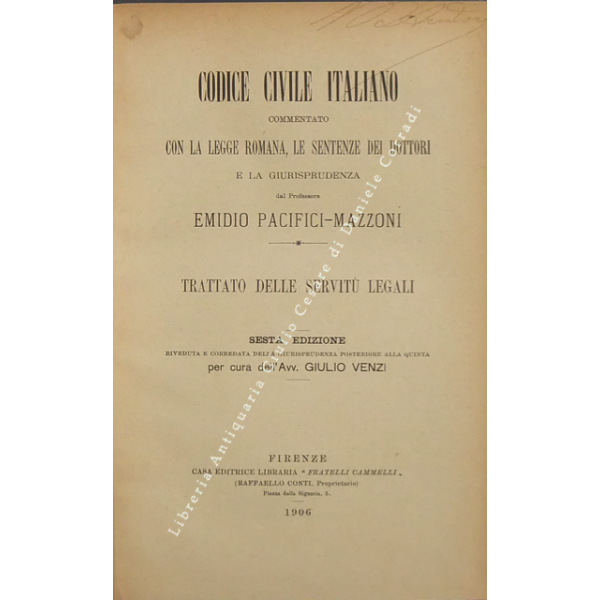 CODICE CIVILE ITALIANO
COMMENTATO
CON LA LEGGE ROMANA, LE SENTENZE DEI DOTTORI
E LA GIURISPRUDENZA
dal Professore
EMIDIO PACIFICI-MAZZONI
TRATTATO DELLE SERVITÙ LEGALI
SESTA EDIZIONE
RIVEDUTA E CORREDATA DELLA GIURISPRUDENZA POSTERIORE ALLA QUINTA
per cura dell'Avv. GIULIO VENZI
FIRENZE
CASA EDITRICE LIBRARIA "FRATELLI CAMMELLI„
(RAFFAELLO CONTI, Proprietario)
Piazza della Signoria, 5.
1906
Libreria Antiquaria Giulio Cesare di Daniele Corradi